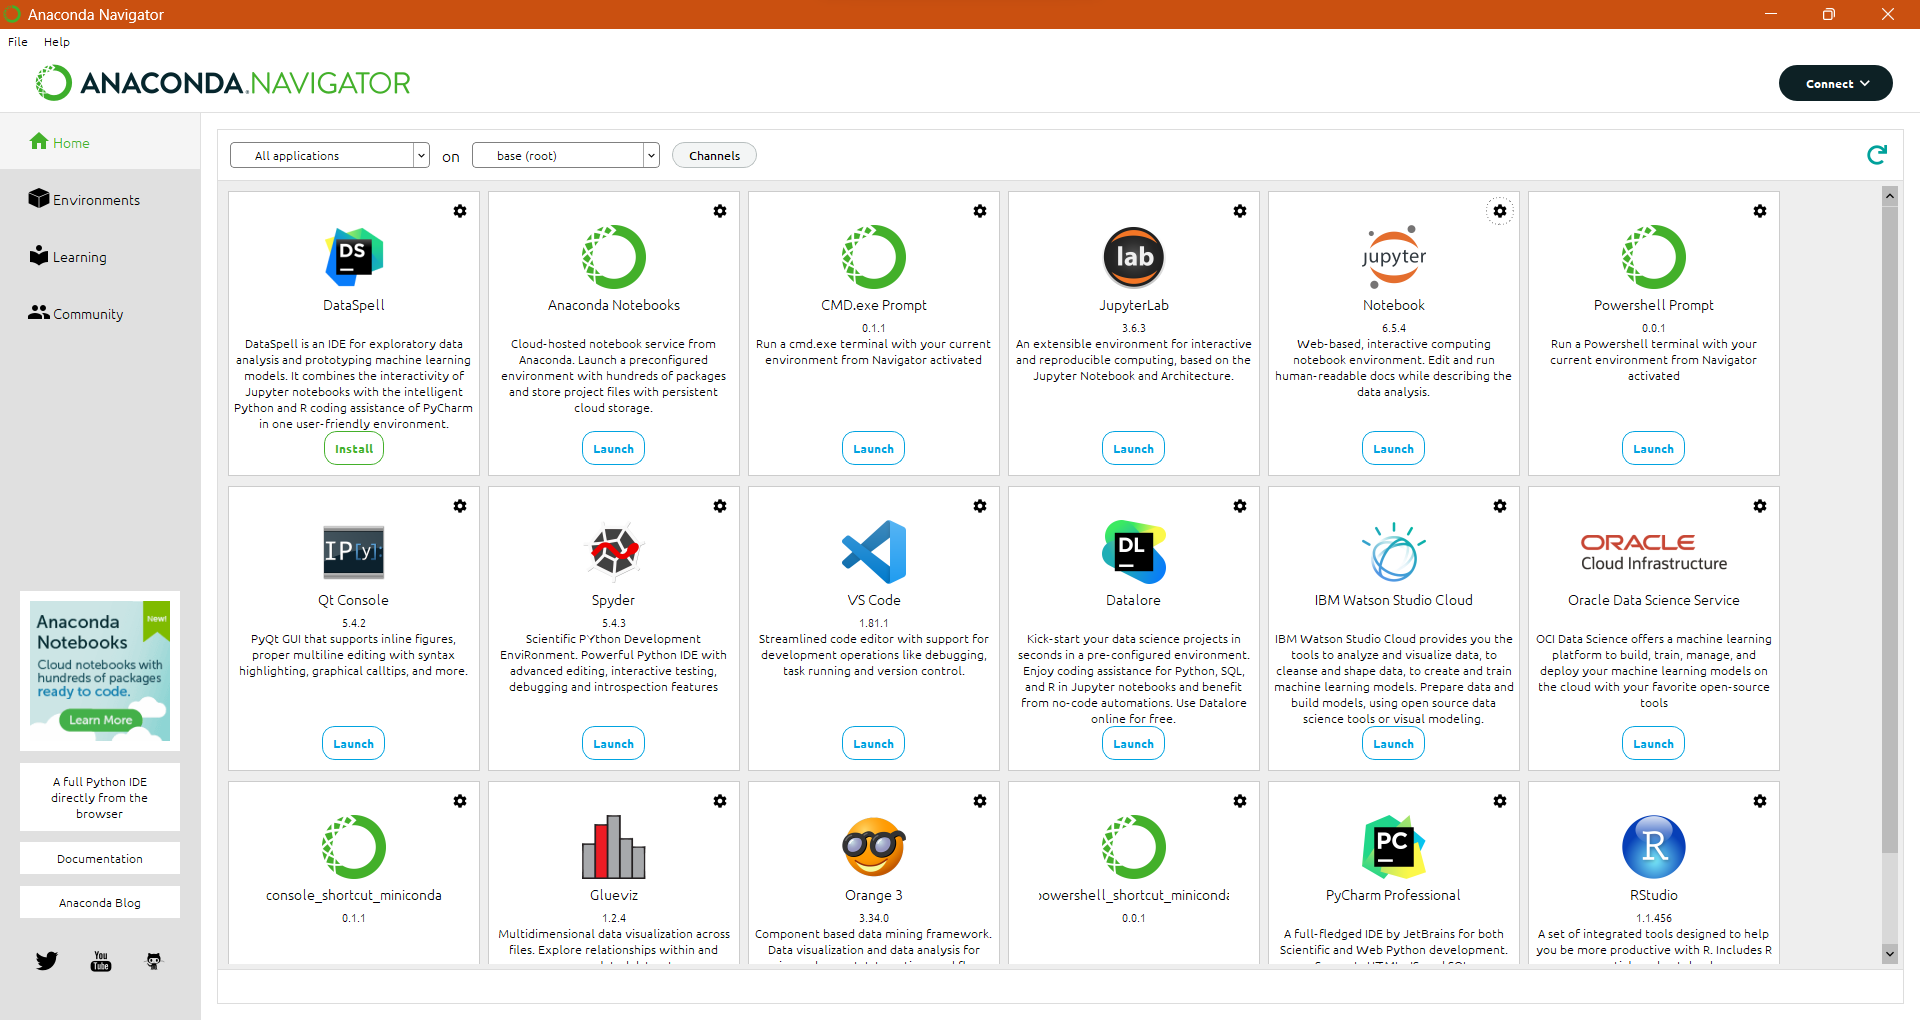 Anaconda Navigator
File Help
ANACONDA.NAVIGATOR
Connect
Home
Environments
Learning
Community
Anaconda
Notebooks
New!
Cloud notebooks with
hundreds of packages
ready to code.
Learn More
A full Python IDE
directly from the
browser
Documentation
Anaconda Blog
You
Tube
All applications on base (root) Channels
DS
DataSpell
DataSpell is an IDE for exploratory data
analysis and prototyping machine learning
models. It combines the interactivity of
Jupyter notebooks with the intelligent
Python and R coding assistance of PyCharm
in one user-friendly environment.
Install
Anaconda Notebooks
Cloud-hosted notebook service from
Anaconda. Launch a preconfigured
environment with hundreds of packages
and store project files with persistent
cloud storage.
Launch
CMD.exe Prompt
0.1.1
Run a cmd.exe terminal with your current
environment from Navigator activated
Launch
lab
JupyterLab
3.6.3
An extensible environment for interactive
and reproducible computing, based on the
Jupyter Notebook and Architecture.
Launch
jupyter
Notebook
6.5.4
Web-based, interactive computing
notebook environment. Edit and run
human-readable docs while describing the
data analysis.
Launch
Powershell Prompt
0.0.1
Run a Powershell terminal with your
current environment from Navigator
activated
Launch
IP[y]:
Qt Console
5.4.2
PyQt GUI that supports inline figures,
proper multiline editing with syntax
highlighting, graphical calltips, and more.
Launch
Spyder
5.4.3
Scientific PYthon Development
EnviRonment. Powerful Python IDE with
advanced editing, interactive testing,
debugging and introspection features
Launch
VS Code
1.81.1
Streamlined code editor with support for
development operations like debugging,
task running and version control.
Launch
DL
Datalore
Kick-start your data science projects in
seconds in a pre-configured environment.
Enjoy coding assistance for Python, SQL,
and R in Jupyter notebooks and benefit
from no-code automations. Use Datalore
online for free.
Launch
IBM Watson Studio Cloud
IBM Watson Studio Cloud provides you the
tools to analyze and visualize data, to
cleanse and shape data, to create and train
machine learning models. Prepare data and
build models, using open source data
science tools or visual modeling.
Launch
ORACLE
Cloud Infrastructure
Oracle Data Science Service
OCI Data Science offers a machine learning
platform to build, train, manage, and
deploy your machine learning models on
the cloud with your favorite open-source
tools
Launch
console_shortcut_miniconda
0.1.1
Glueviz
1.2.4
Multidimensional data visualization across
files. Explore relationships within and
Orange 3
3.34.0
Component based data mining framework.
Data visualization and data analysis for
powershell_shortcut_miniconda
0.0.1
PC
PyCharm Professional
A full-fledged IDE by JetBrains for both
Scientific and Web Python development.
R
RStudio
1.1.456
A set of integrated tools designed to help
you be more productive with R. Includes R